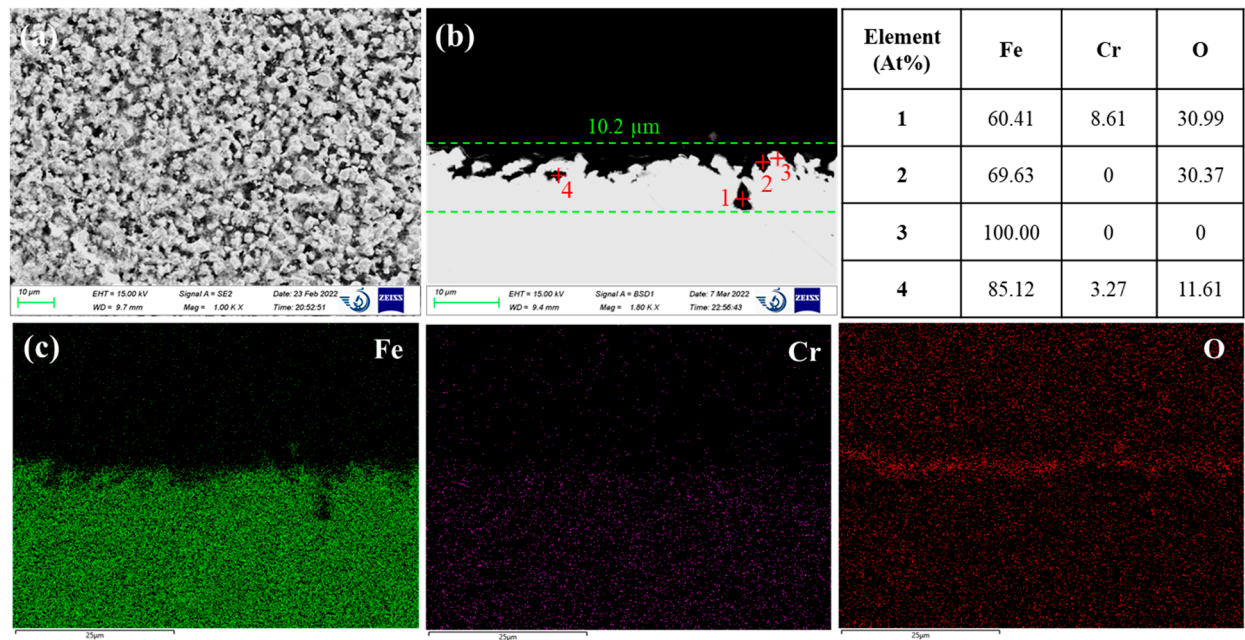 (a)
10 µm
EHT = 15.00 kV
WD = 9.7 mm
Signal A = SE2
Mag = 1.00 K X
Date: 23 Feb 2022
Time: 20:52:51
ZEISS
(b)
10.2 µm
4
1
2
3
10 µm
EHT = 15.00 kV
WD = 9.4 mm
Signal A = BSD1
Mag = 1.80 K X
Date: 7 Mar 2022
Time: 22:56:43
ZEISS
Element (At%) Fe Cr O
1 60.41 8.61 30.99
2 69.63 0 30.37
3 100.00 0 0
4 85.12 3.27 11.61
(c)
Fe
25µm
Cr
25µm
O
25µm